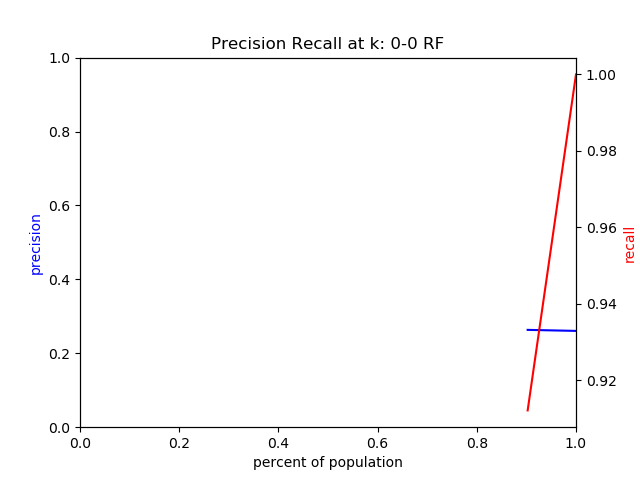 Precision Recall at k: 0-0 RF
1.0
0.8
0.6
0.4
0.2
0.0
precision
0.0 0.2 0.4 0.6 0.8 1.0
percent of population
1.00
0.98
0.96
0.94
0.92
recall